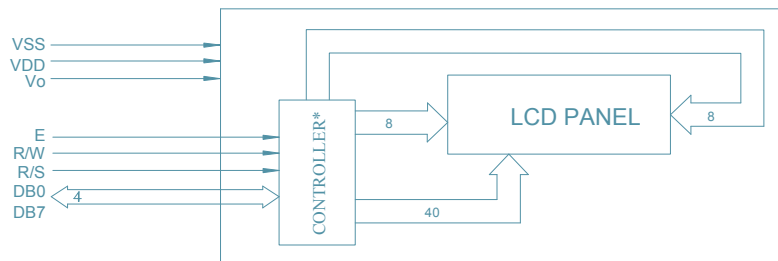 VSS
VDD
Vo
E
R/W
R/S
DB0
DB7
4
CONTROLLER*
8
40
LCD PANEL
8